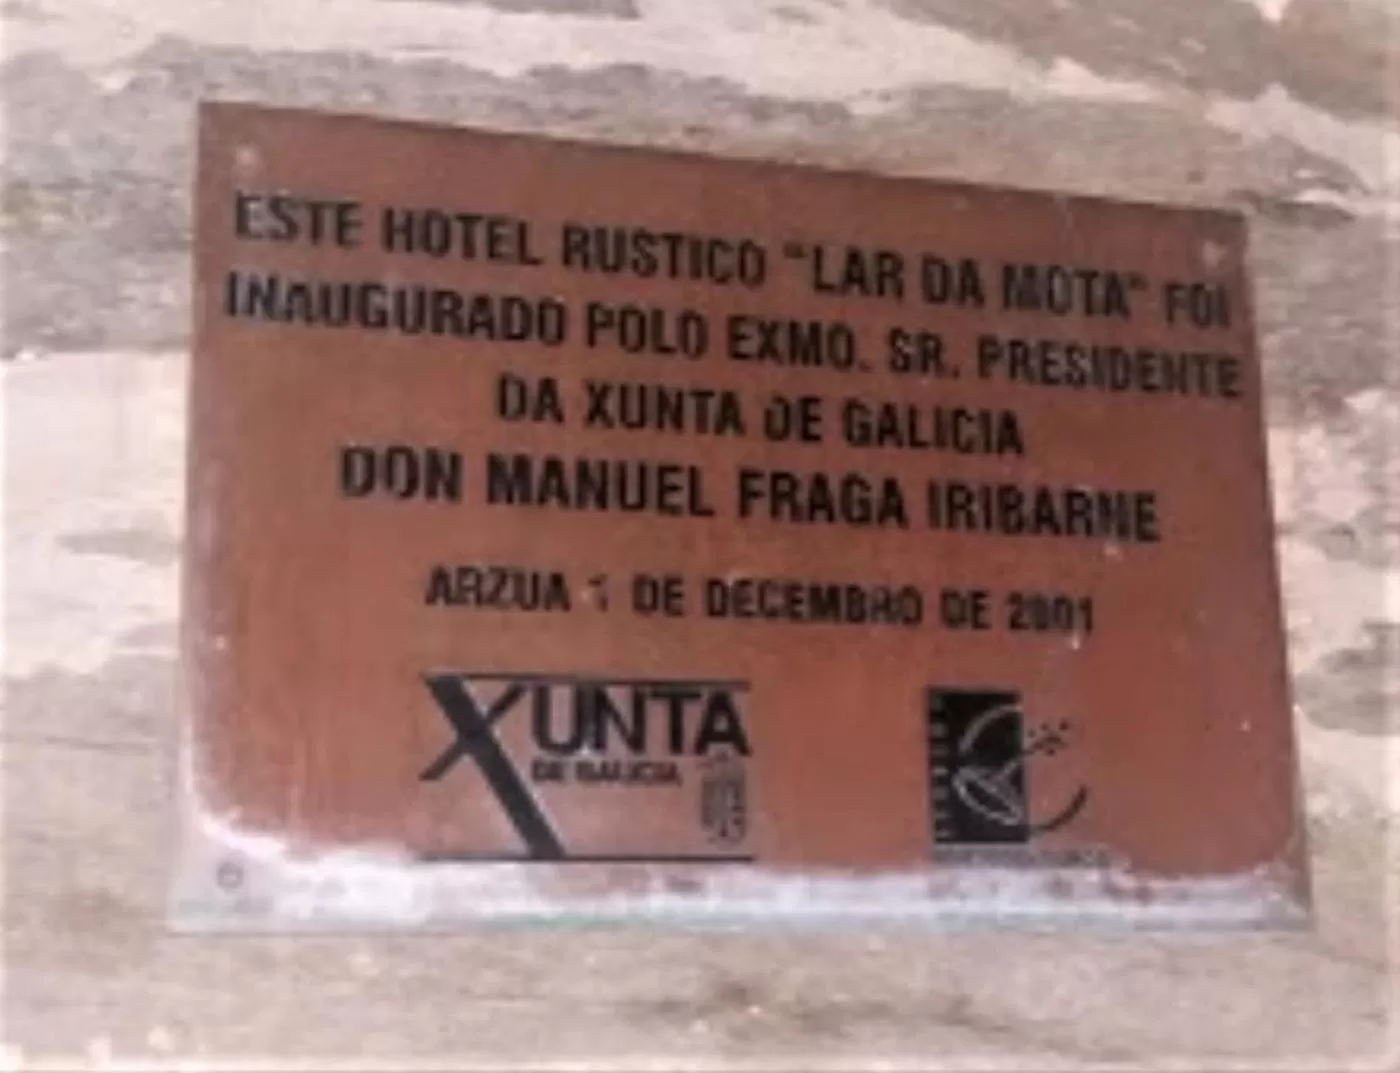 ESTE HOTEL RUSTICO "LAR DA MOTA" FOI
INAUGURADO POLO EXMO. SR. PRESIDENTE
DA XUNTA DE GALICIA
DON MANUEL FRAGA IRIBARNE
ARZUA 1 DE DECEMBRO DE 2001
XUNTA
DE GALICIA